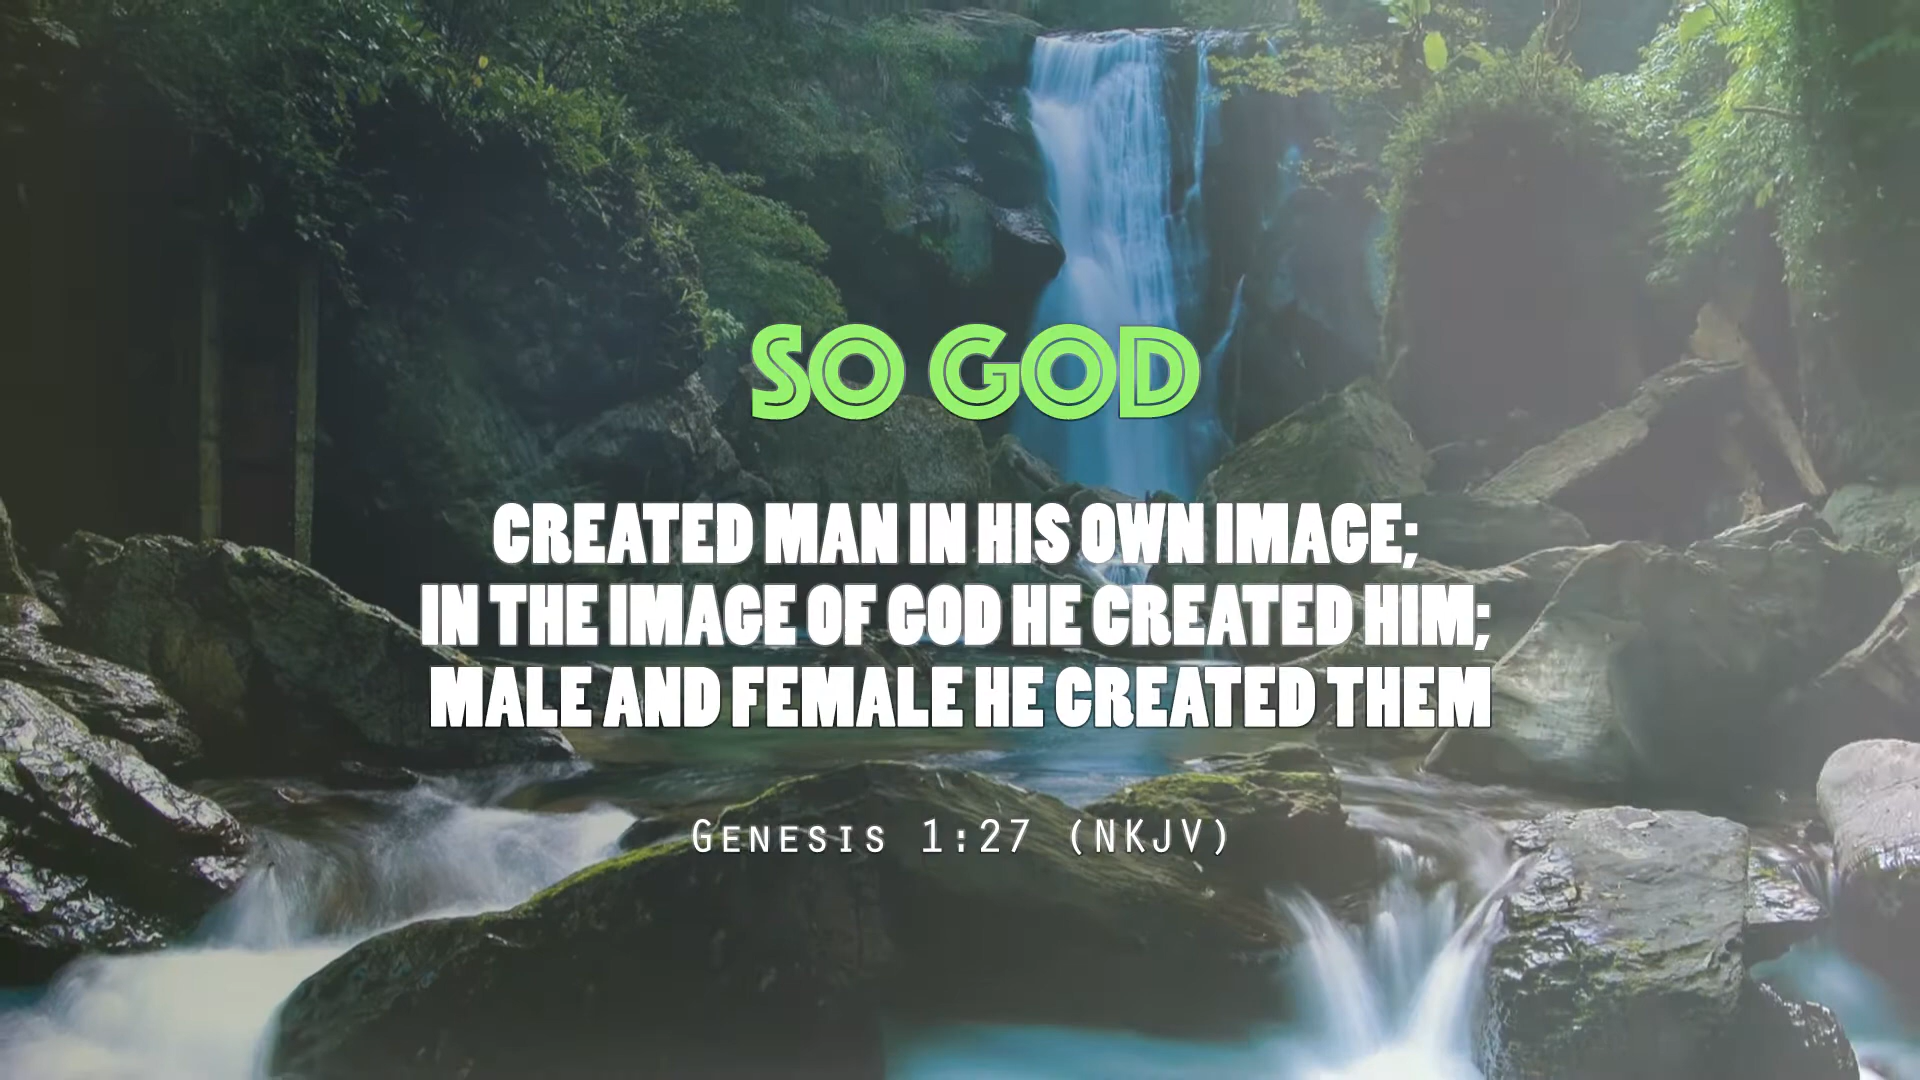 SO GOD
CREATED MAN IN HIS OWN IMAGE;
IN THE IMAGE OF GOD HE CREATED HIM;
MALE AND FEMALE HE CREATED THEM
GENESIS 1:27 (NKJV)